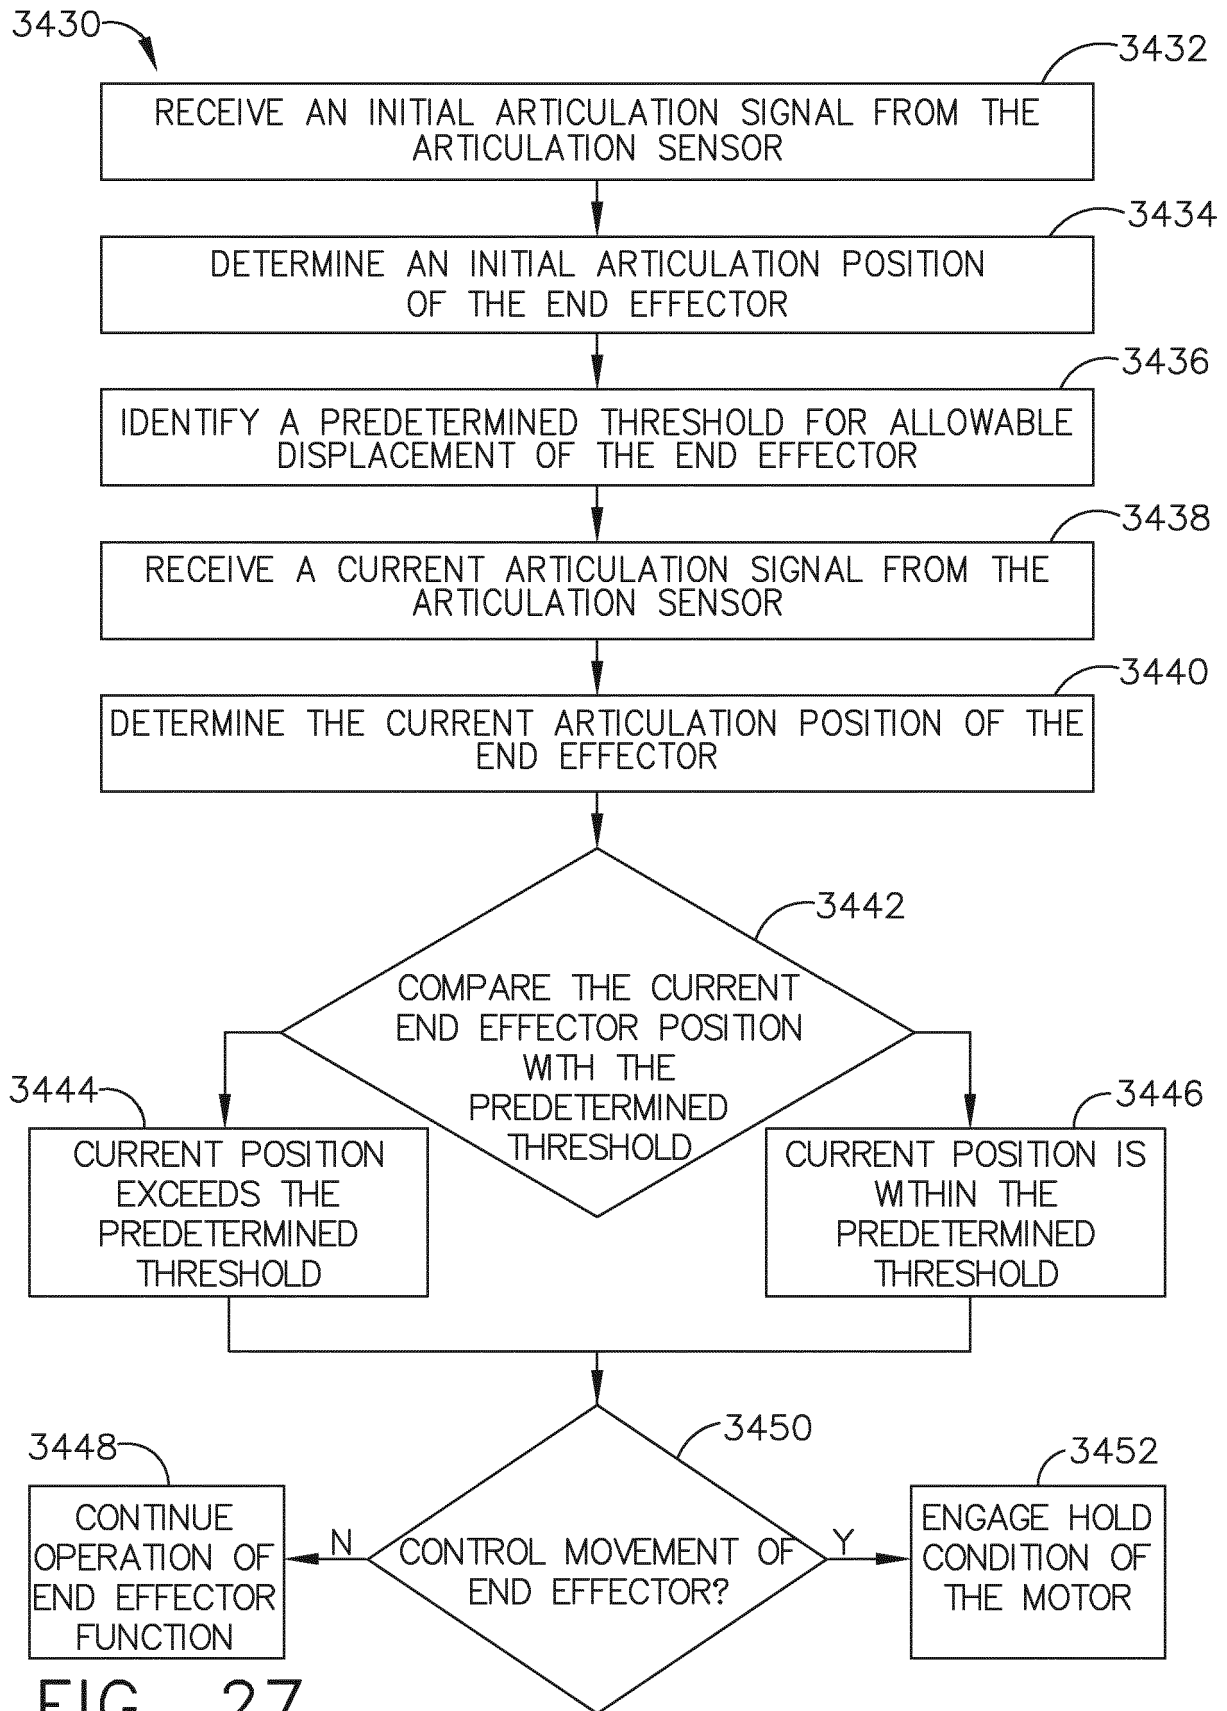 3430
3432
RECEIVE AN INITIAL ARTICULATION SIGNAL FROM THE
ARTICULATION SENSOR
3434
DETERMINE AN INITIAL ARTICULATION POSITION
OF THE END EFFECTOR
3436
IDENTIFY A PREDETERMINED THRESHOLD FOR ALLOWABLE
DISPLACEMENT OF THE END EFFECTOR
3438
RECEIVE A CURRENT ARTICULATION SIGNAL FROM THE
ARTICULATION SENSOR
3440
DETERMINE THE CURRENT ARTICULATION POSITION OF THE
END EFFECTOR
3442
COMPARE THE CURRENT
END EFFECTOR POSITION
WITH THE
PREDETERMINED
THRESHOLD
3444
CURRENT POSITION
EXCEEDS THE
PREDETERMINED
THRESHOLD
3446
CURRENT POSITION IS
WITHIN THE
PREDETERMINED
THRESHOLD
3450
CONTROL MOVEMENT OF
END EFFECTOR?
N
Y
3448
CONTINUE
OPERATION OF
END EFFECTOR
FUNCTION
3452
ENGAGE HOLD
CONDITION OF
THE MOTOR
FIG. 27